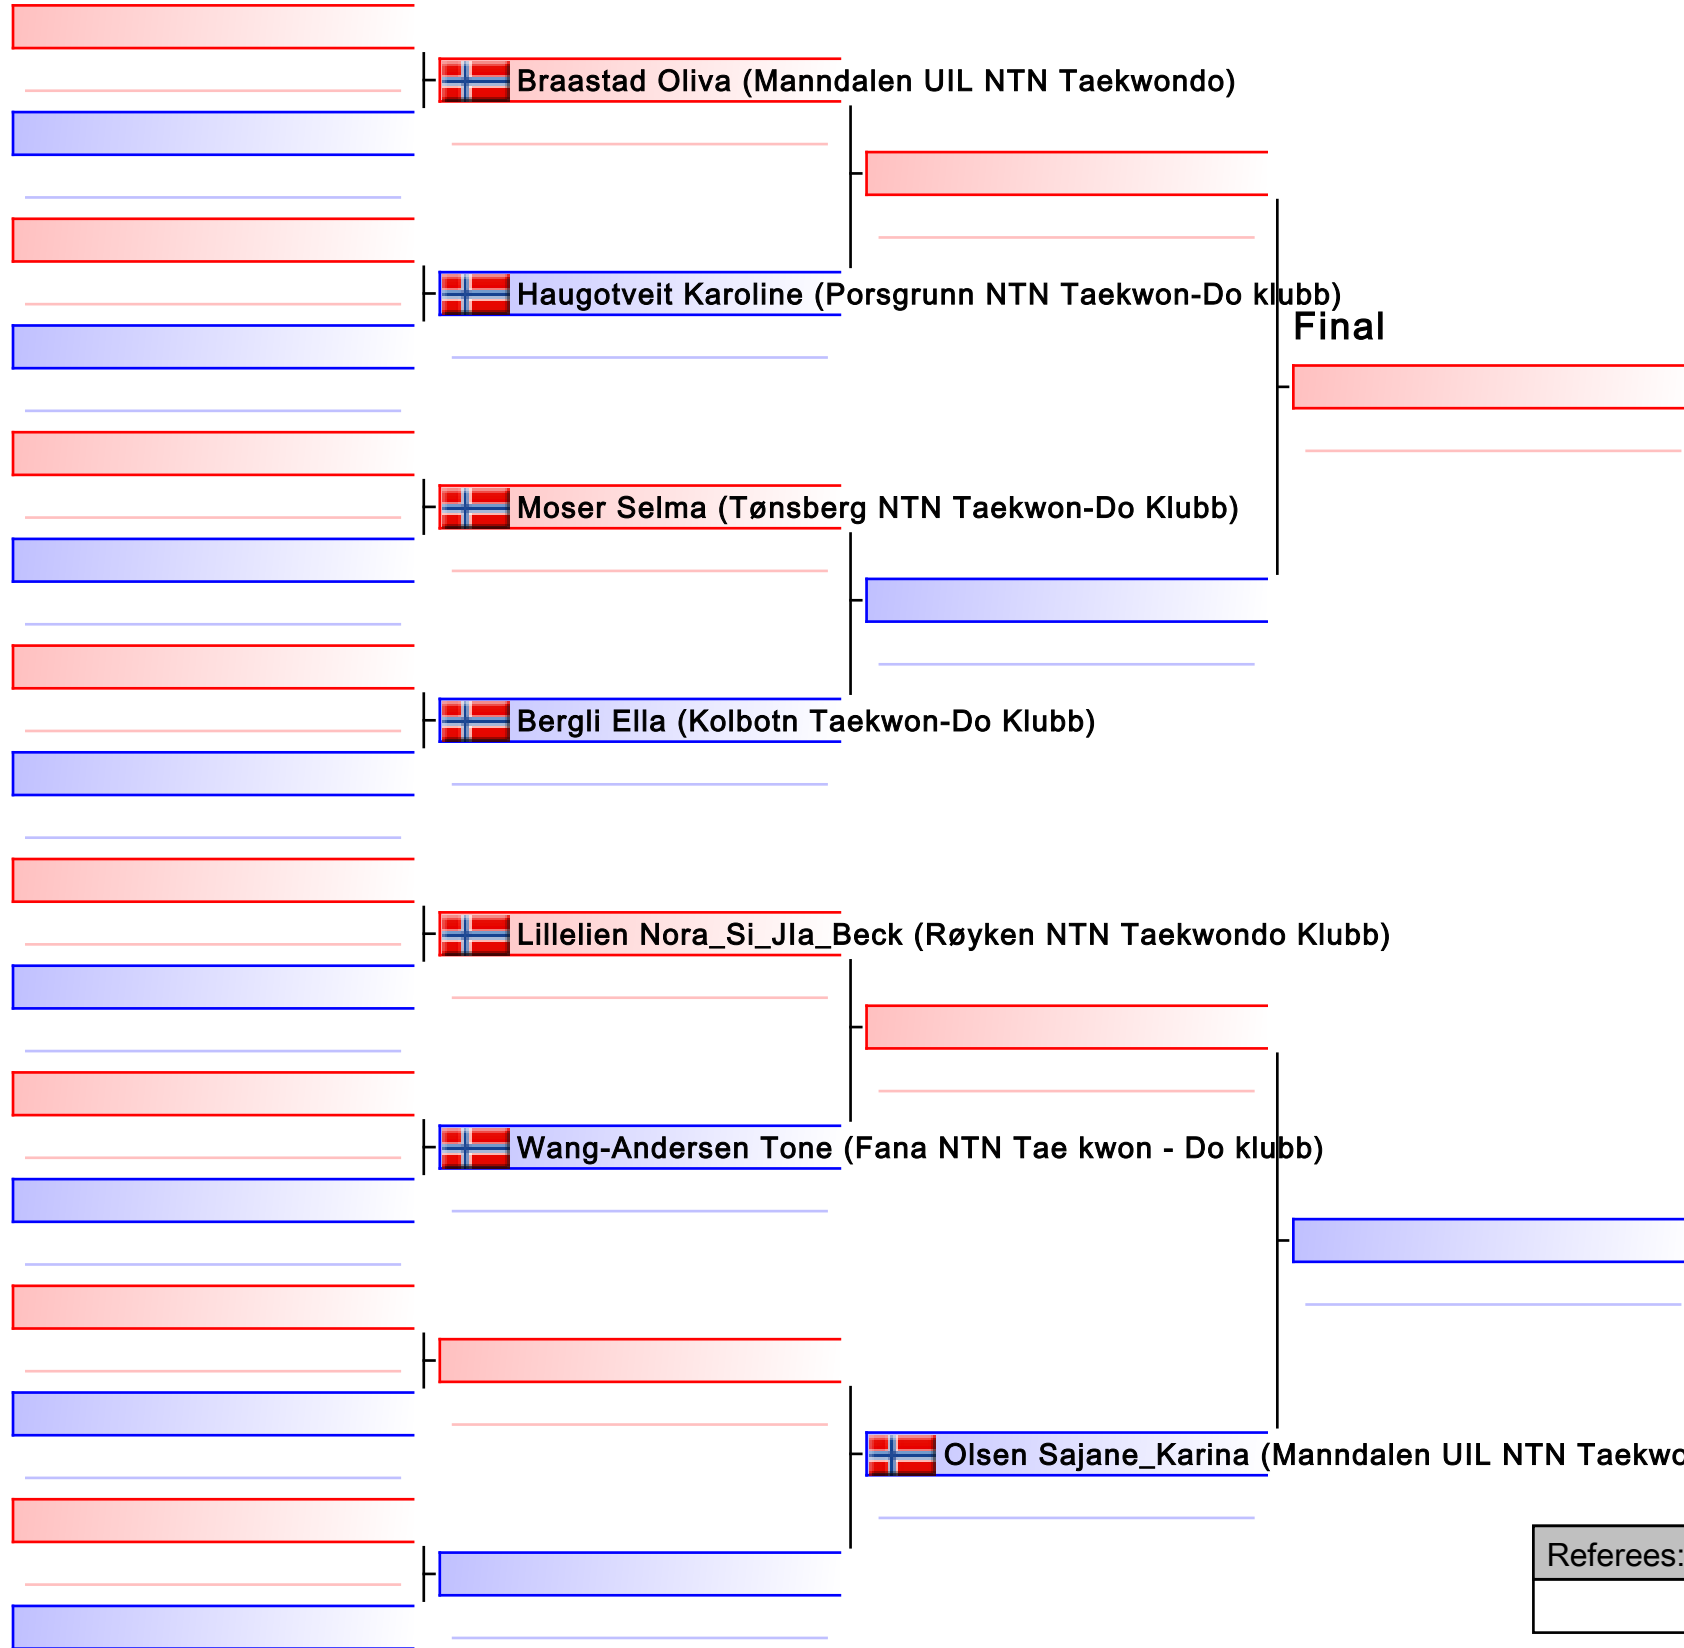 Braastad Oliva (Manndalen UIL NTN Taekwondo)
Haugotveit Karoline (Porsgrunn NTN Taekwon-Do klubb)
Final
Moser Selma (Tønsberg NTN Taekwon-Do Klubb)
Bergli Ella (Kolbotn Taekwon-Do Klubb)
Lillelien Nora_Si_JIa_Beck (Røyken NTN Taekwondo Klubb)
Wang-Andersen Tone (Fana NTN Tae kwon - Do klubb)
Olsen Sajane_Karina (Manndalen UIL NTN Taekwo
Referees: